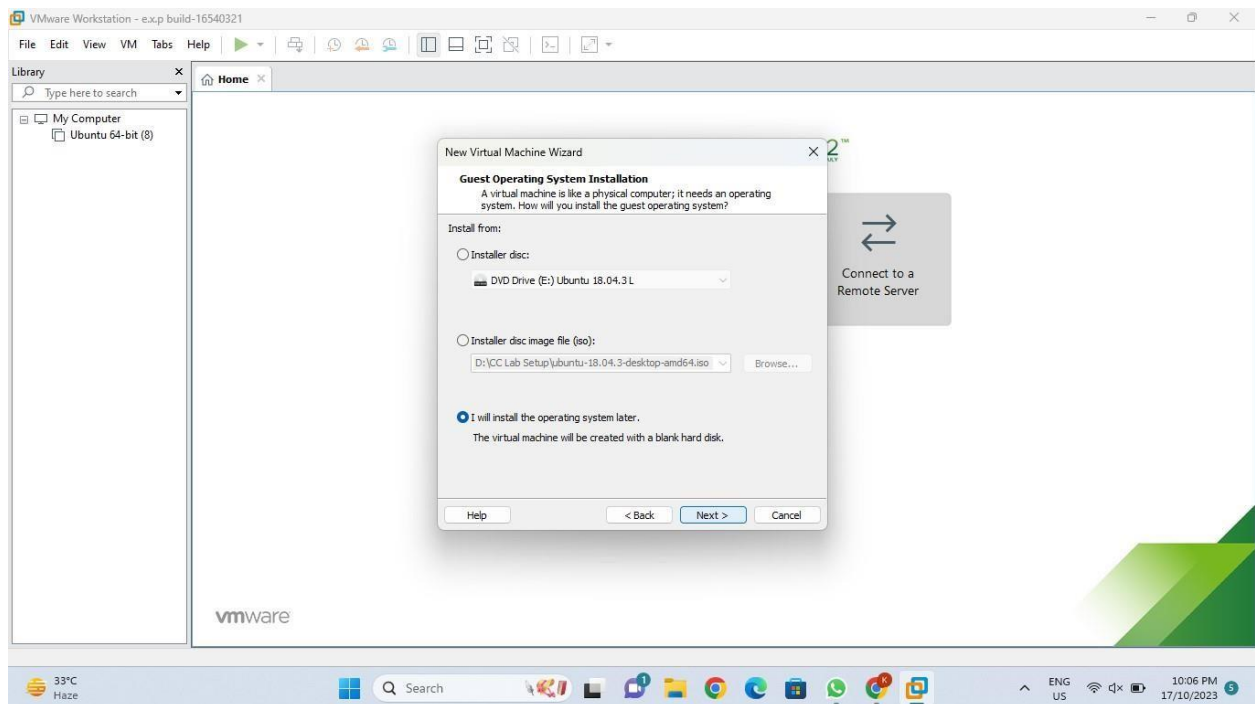 VMware Workstation - e.x.p build-16540321
File Edit View VM Tabs Help
Library
Home
Type here to search
My Computer
Ubuntu 64-bit (8)
New Virtual Machine Wizard
2™
Guest Operating System Installation
A virtual machine is like a physical computer; it needs an operating
system. How will you install the guest operating system?
Install from:
Installer disc:
DVD Drive (E:) Ubuntu 18.04.3 L
Connect to a
Remote Server
Installer disc image file (iso):
D:\CC Lab Setup\ubuntu-18.04.3-desktop-amd64.iso
Browse...
I will install the operating system later.
The virtual machine will be created with a blank hard disk.
Help < Back Next > Cancel
vmware
33°C
Haze
Search
1
K
ENG
US
10:06 PM
17/10/2023
5